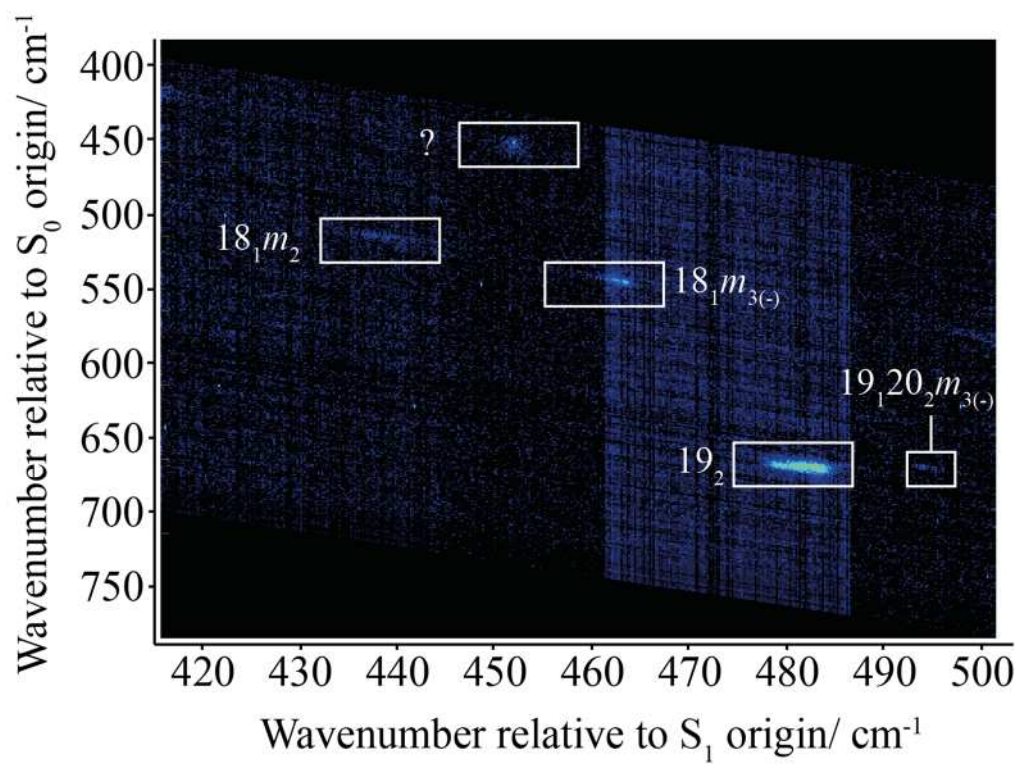 Wavenumber relative to S₀ origin/ cm⁻¹
400
450
500
550
600
650
700
750
?
18₁m₂
18₁m₃₍₋₎
19₁20₂m₃₍₋₎
19₂
420 430 440 450 460 470 480 490 500
Wavenumber relative to S₁ origin/ cm⁻¹